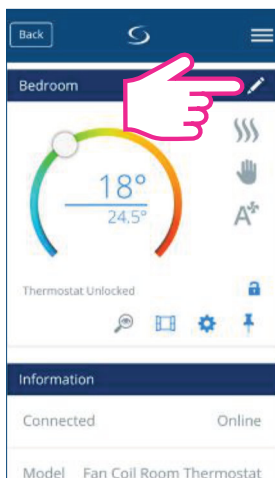 Back
Bedroom
18°
24.5°
A
Thermostat Unlocked
Information
Connected Online
Model Fan Coil Room Thermostat